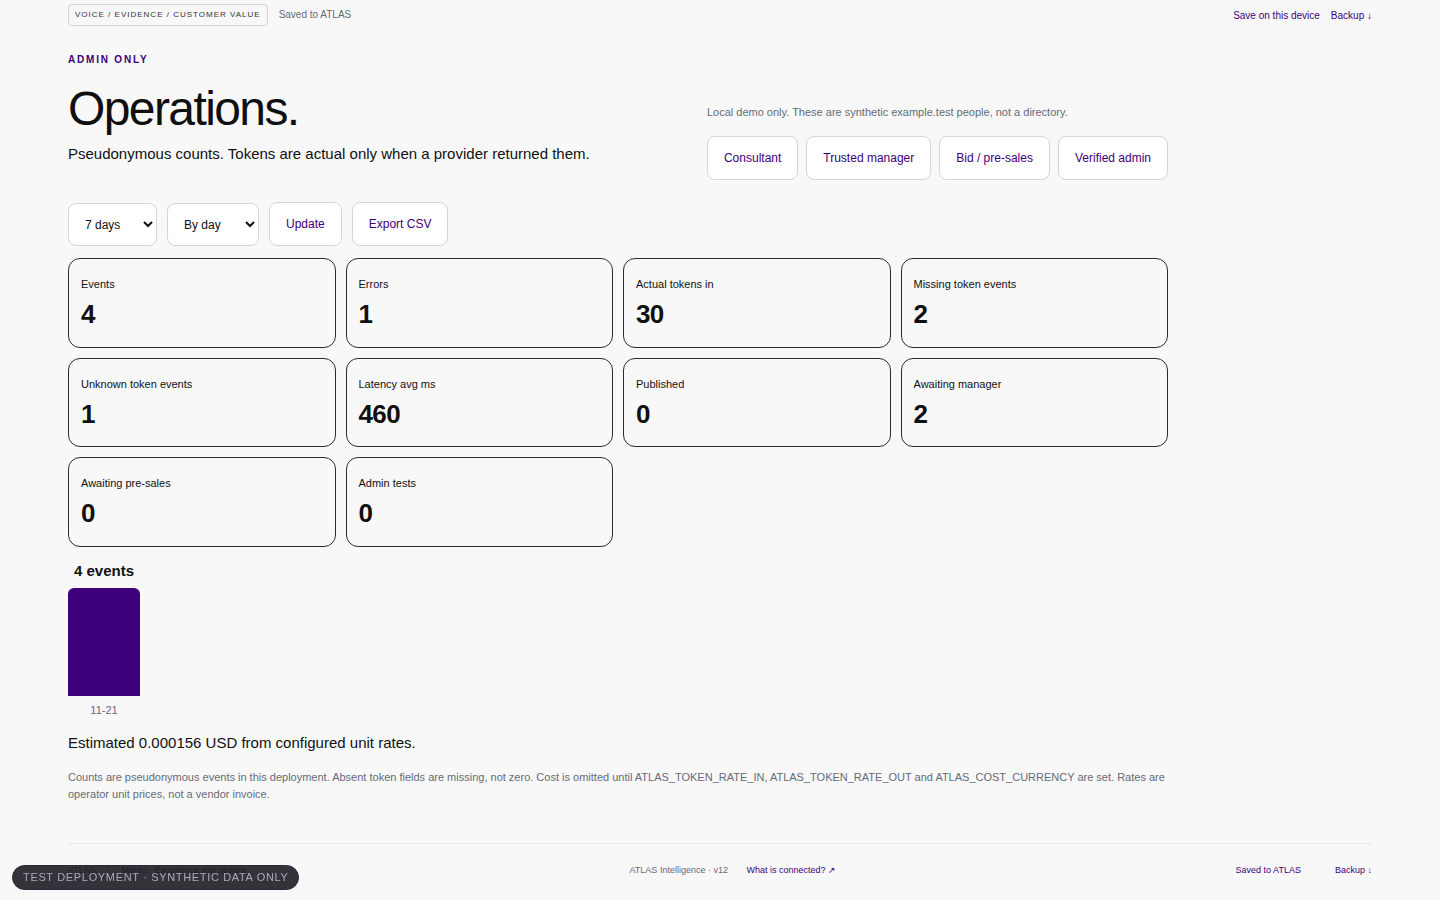 VOICE / EVIDENCE / CUSTOMER VALUE
Saved to ATLAS
Save on this device
Backup ↓
ADMIN ONLY
Operations.
Pseudonymous counts. Tokens are actual only when a provider returned them.
Local demo only. These are synthetic example.test people, not a directory.
Consultant
Trusted manager
Bid / pre-sales
Verified admin
7 days
By day
Update
Export CSV
Events
4
Errors
1
Actual tokens in
30
Missing token events
2
Unknown token events
1
Latency avg ms
460
Published
0
Awaiting manager
2
Awaiting pre-sales
0
Admin tests
0
4 events
11-21
Estimated 0.000156 USD from configured unit rates.
Counts are pseudonymous events in this deployment. Absent token fields are missing, not zero. Cost is omitted until ATLAS_TOKEN_RATE_IN, ATLAS_TOKEN_RATE_OUT and ATLAS_COST_CURRENCY are set. Rates are
operator unit prices, not a vendor invoice.
TEST DEPLOYMENT · SYNTHETIC DATA ONLY
ATLAS Intelligence · v12
What is connected? ↗
Saved to ATLAS
Backup ↓